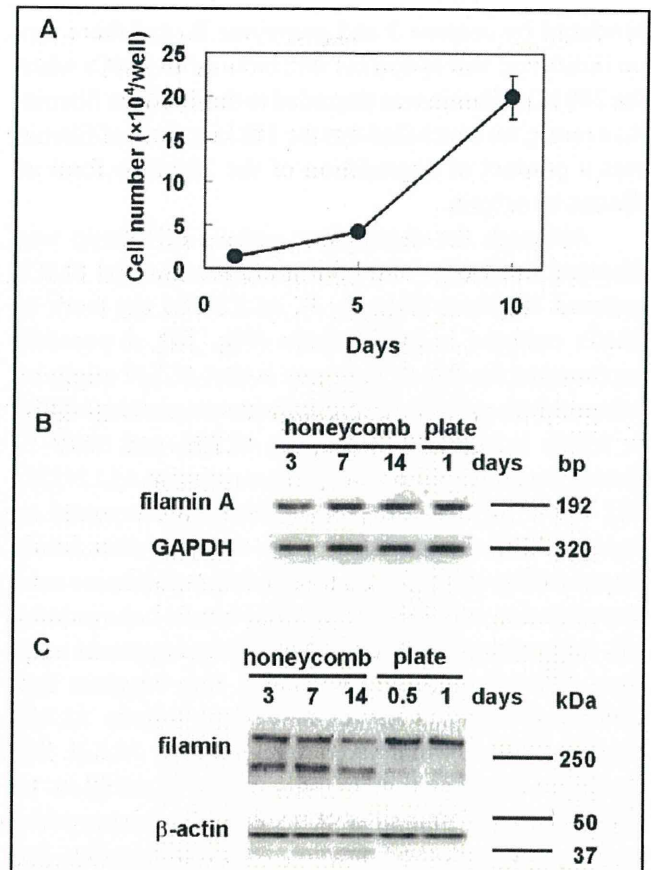 A
25
20
15
10
5
0
Cell number (×10⁻⁴/well)
0 5 10
Days
B
honeycomb plate
3 7 14 1 days bp
filamin A 192
GAPDH 320
C
honeycomb plate
3 7 14 0.5 1 days kDa
filamin 250
β-actin 50
37